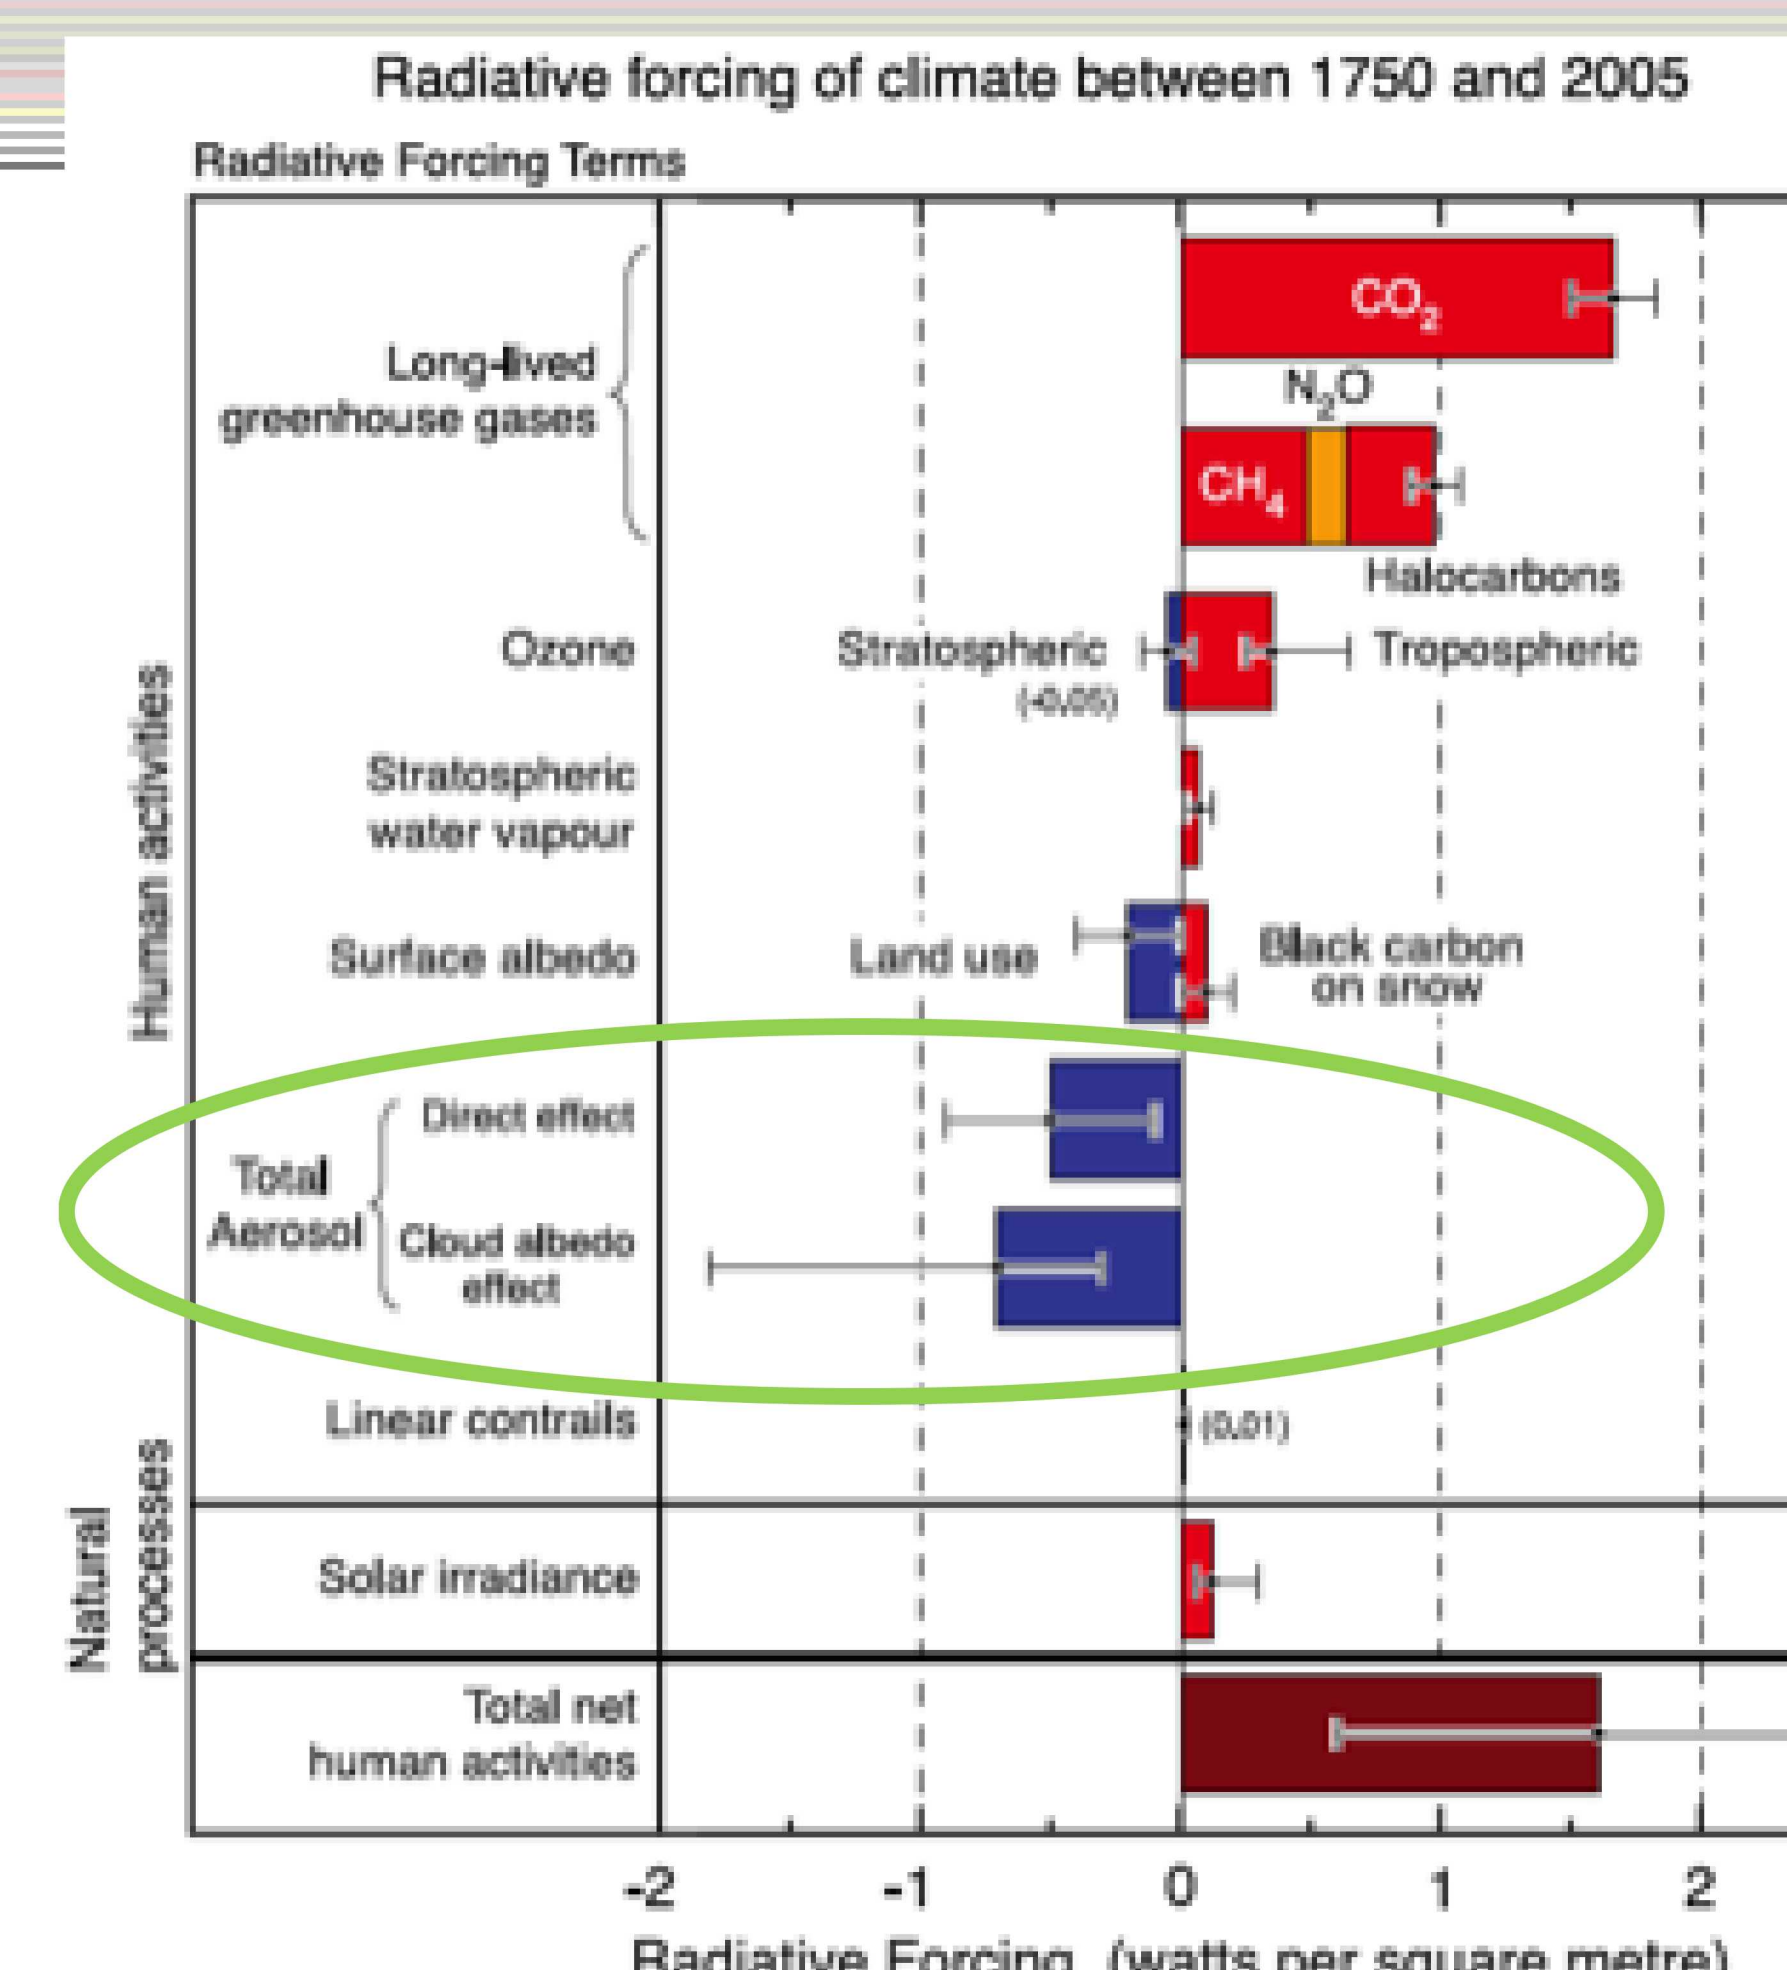 Radiative forcing of climate between 1750 and 2005
Radiative Forcing Terms
Human activities
Long-lived
greenhouse gases
CO₂
N₂O
CH₄
Halocarbons
Ozone
Stratospheric
(-0.05)
Tropospheric
Stratospheric
water vapour
Surface albedo
Land use
Black carbon
on snow
Total
Aerosol
Direct effect
Cloud albedo
effect
Linear contrails
(0.01)
Natural
processes
Solar irradiance
Total net
human activities
-2 -1 0 1 2
Radiative Forcing (watts per square metre)